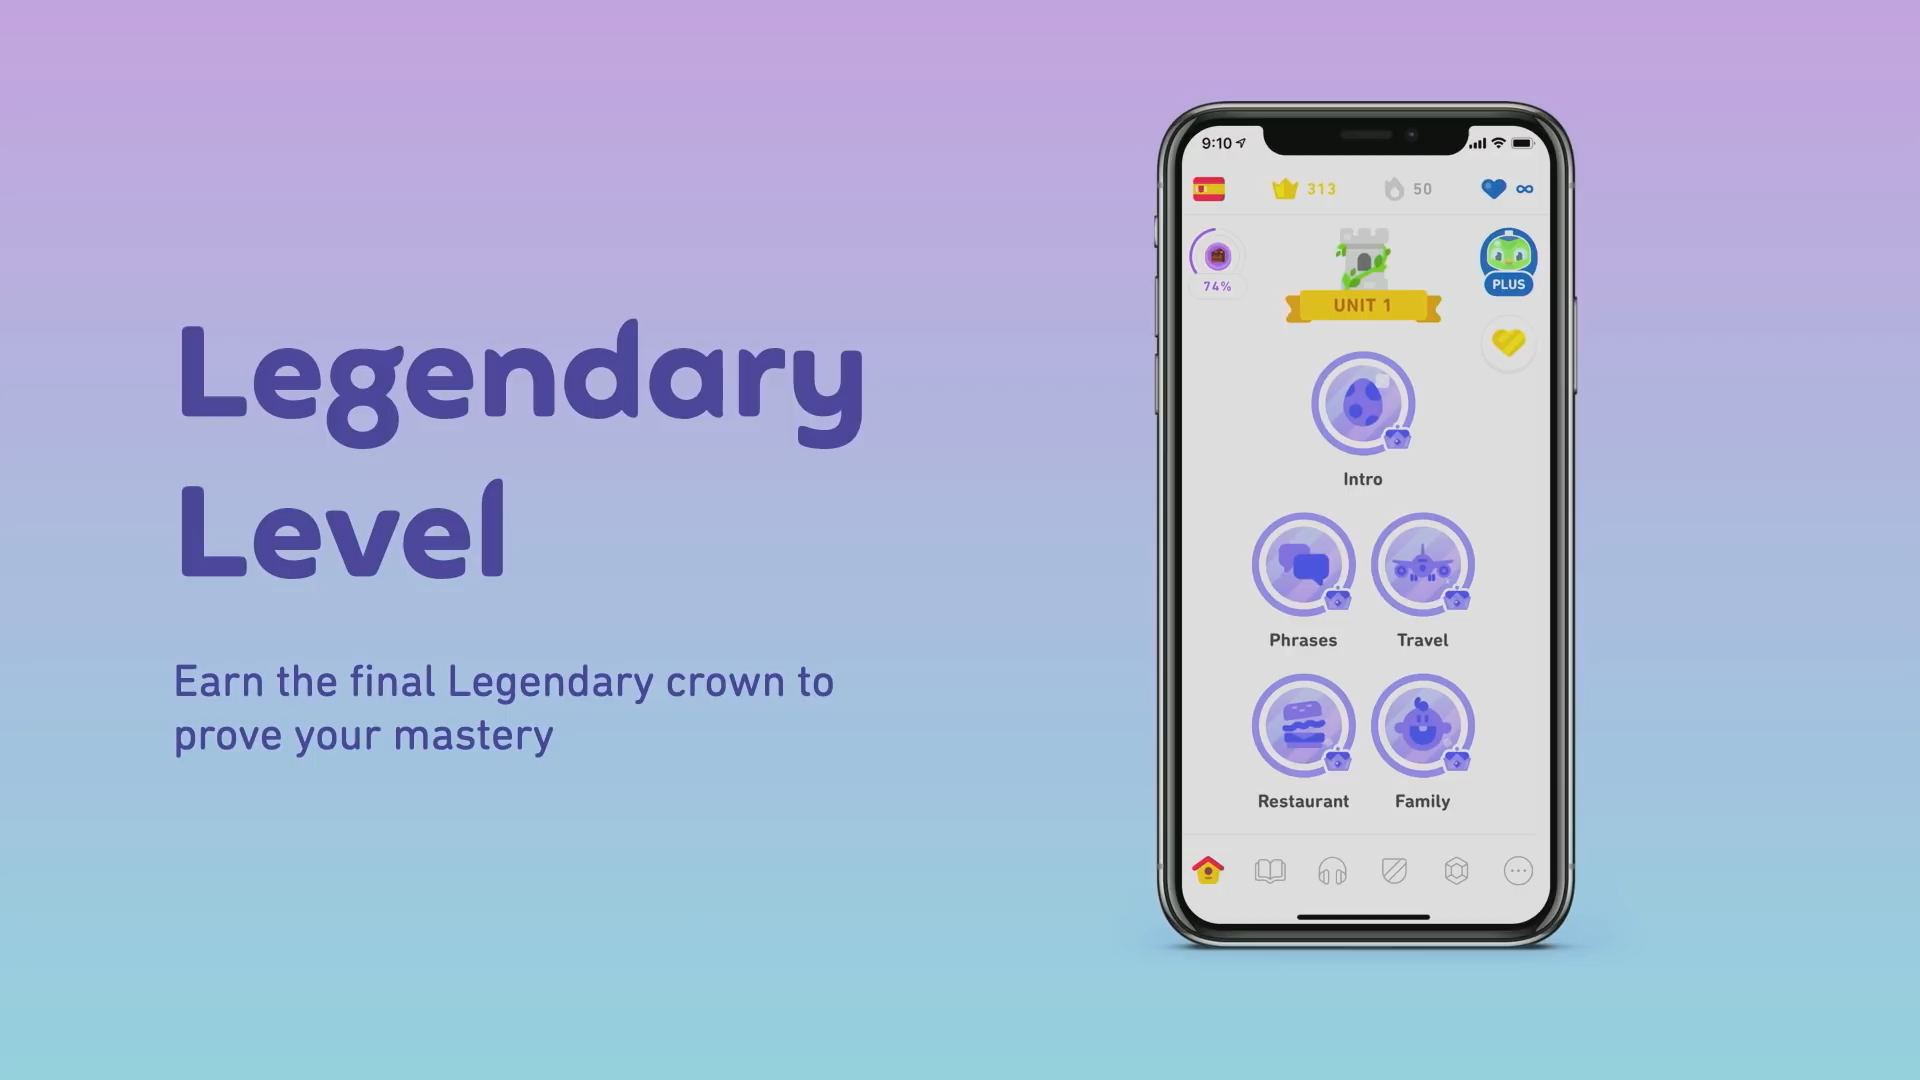 Legendary
Level
Earn the final Legendary crown to
prove your mastery
9:10
313
50
∞
74%
PLUS
UNIT 1
Intro
Phrases
Travel
Restaurant
Family